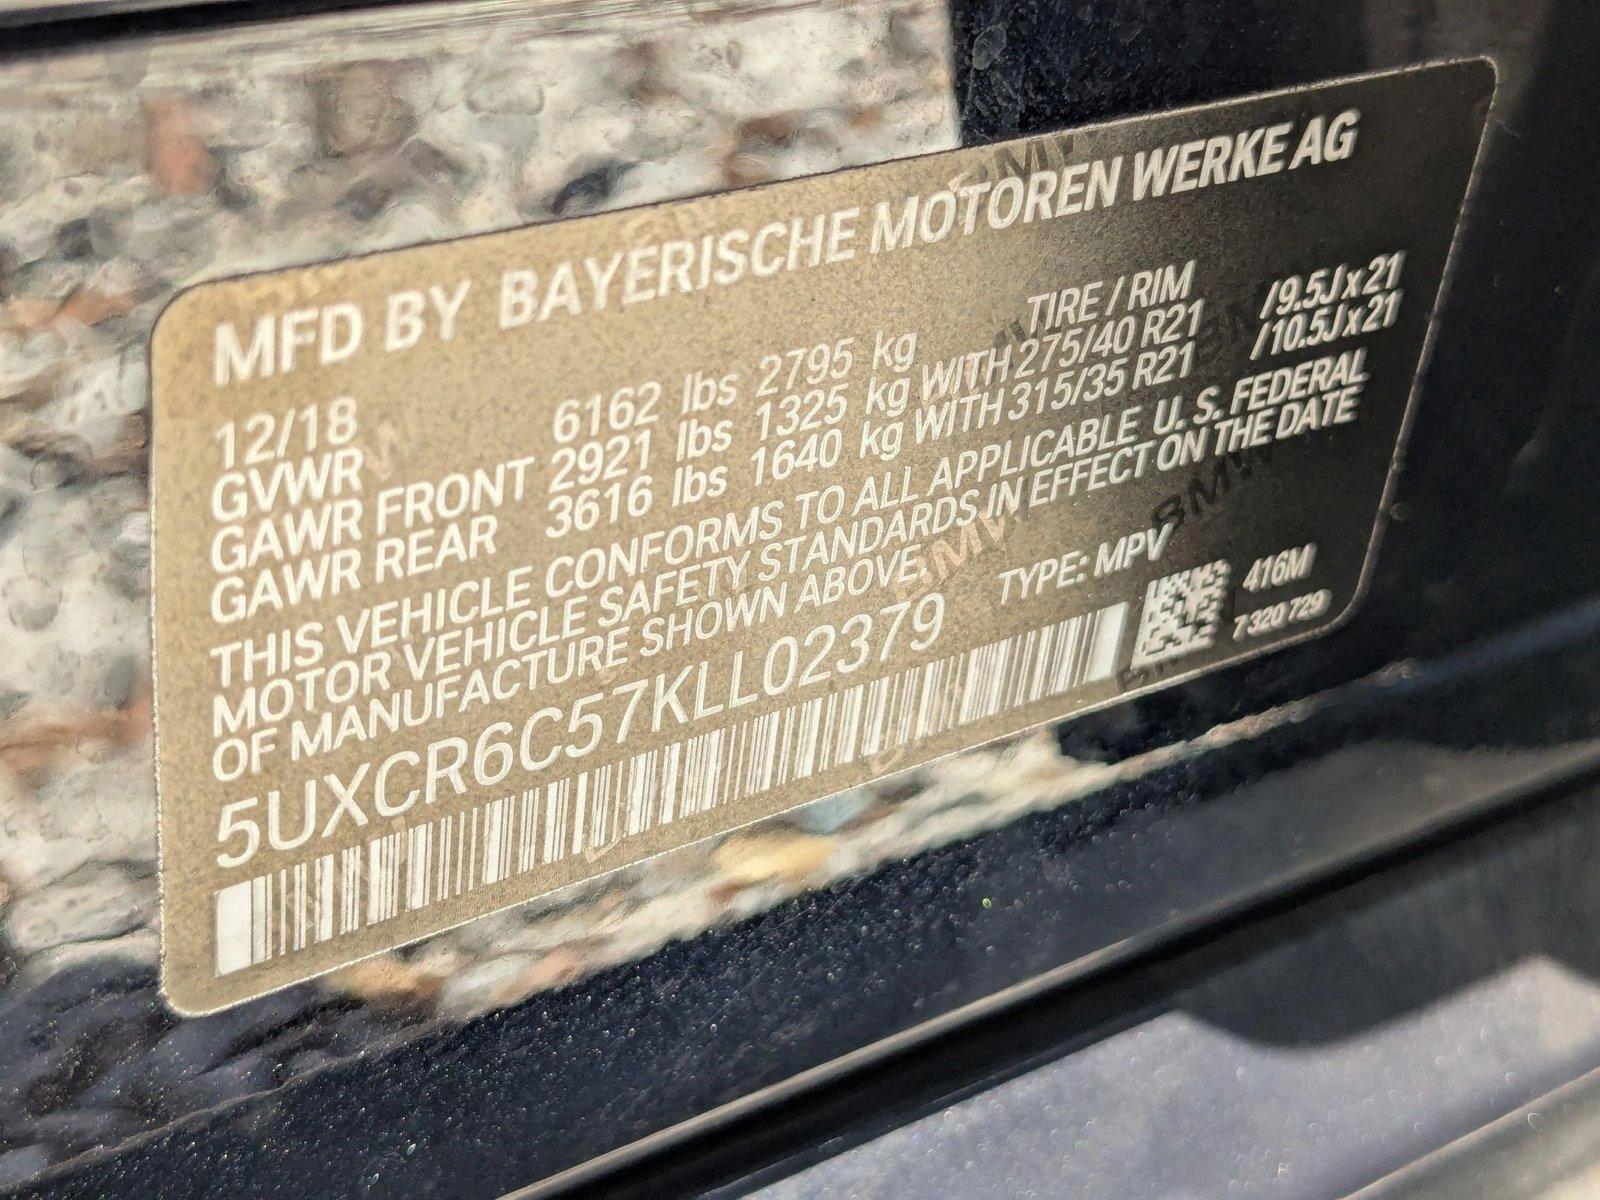 MFD BY BAYERISCHE MOTOREN WERKE AG
12/18 TIRE / RIM
GVWR 6162 lbs 2795 kg
GAWR FRONT 2921 lbs 1325 kg WITH 275/40 R21 /9.5Jx21
GAWR REAR 3616 lbs 1640 kg WITH 315/35 R21 /10.5Jx21
THIS VEHICLE CONFORMS TO ALL APPLICABLE U. S. FEDERAL
MOTOR VEHICLE SAFETY STANDARDS IN EFFECT ON THE DATE
OF MANUFACTURE SHOWN ABOVE.
5UXCR6C57KLL02379 TYPE: MPV
416M
7 320 729